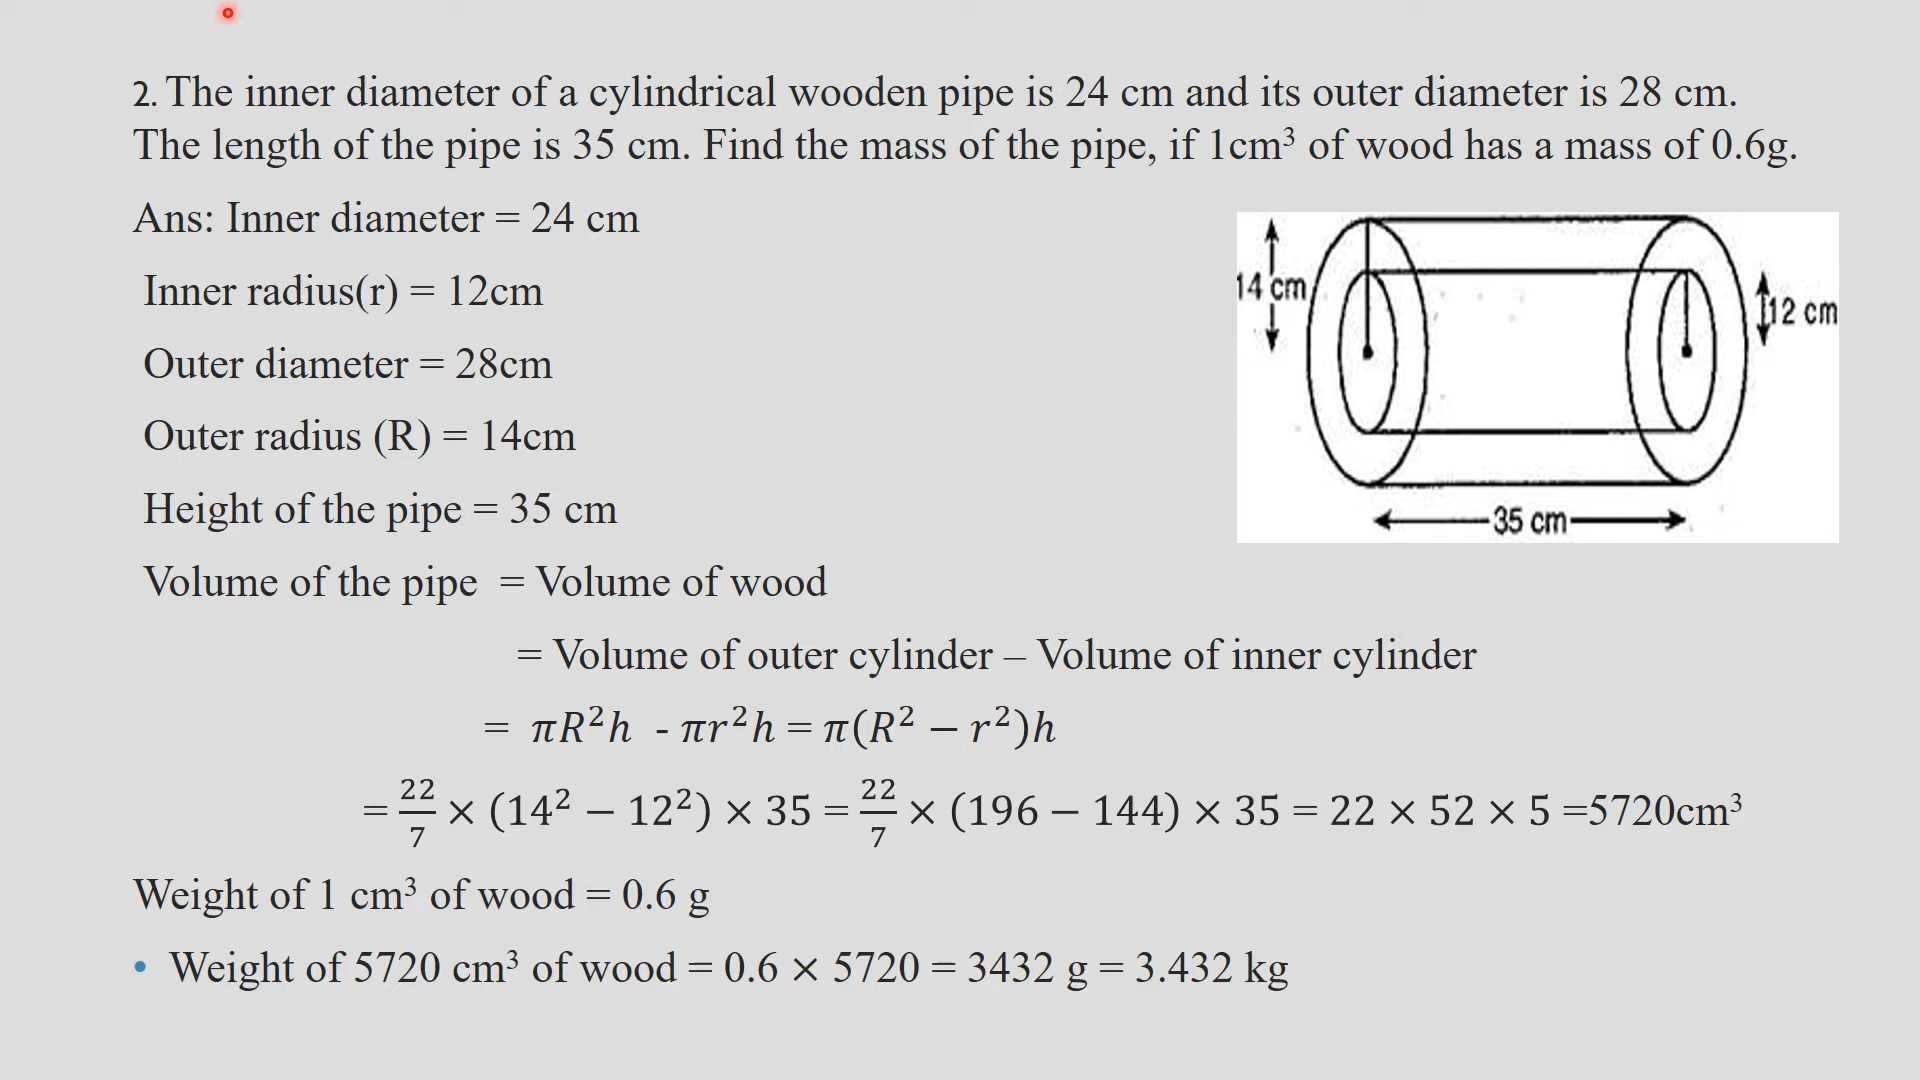 2. The inner diameter of a cylindrical wooden pipe is 24 cm and its outer diameter is 28 cm.
The length of the pipe is 35 cm. Find the mass of the pipe, if 1cm³ of wood has a mass of 0.6g.
Ans: Inner diameter = 24 cm
Inner radius(r) = 12cm
Outer diameter = 28cm
Outer radius (R) = 14cm
Height of the pipe = 35 cm
14 cm
12 cm
35 cm
Volume of the pipe = Volume of wood
= Volume of outer cylinder – Volume of inner cylinder
= πR²h - πr²h = π(R² − r²)h
= 22/7 × (14² − 12²) × 35 = 22/7 × (196 − 144) × 35 = 22 × 52 × 5 =5720cm³
Weight of 1 cm³ of wood = 0.6 g
• Weight of 5720 cm³ of wood = 0.6 × 5720 = 3432 g = 3.432 kg